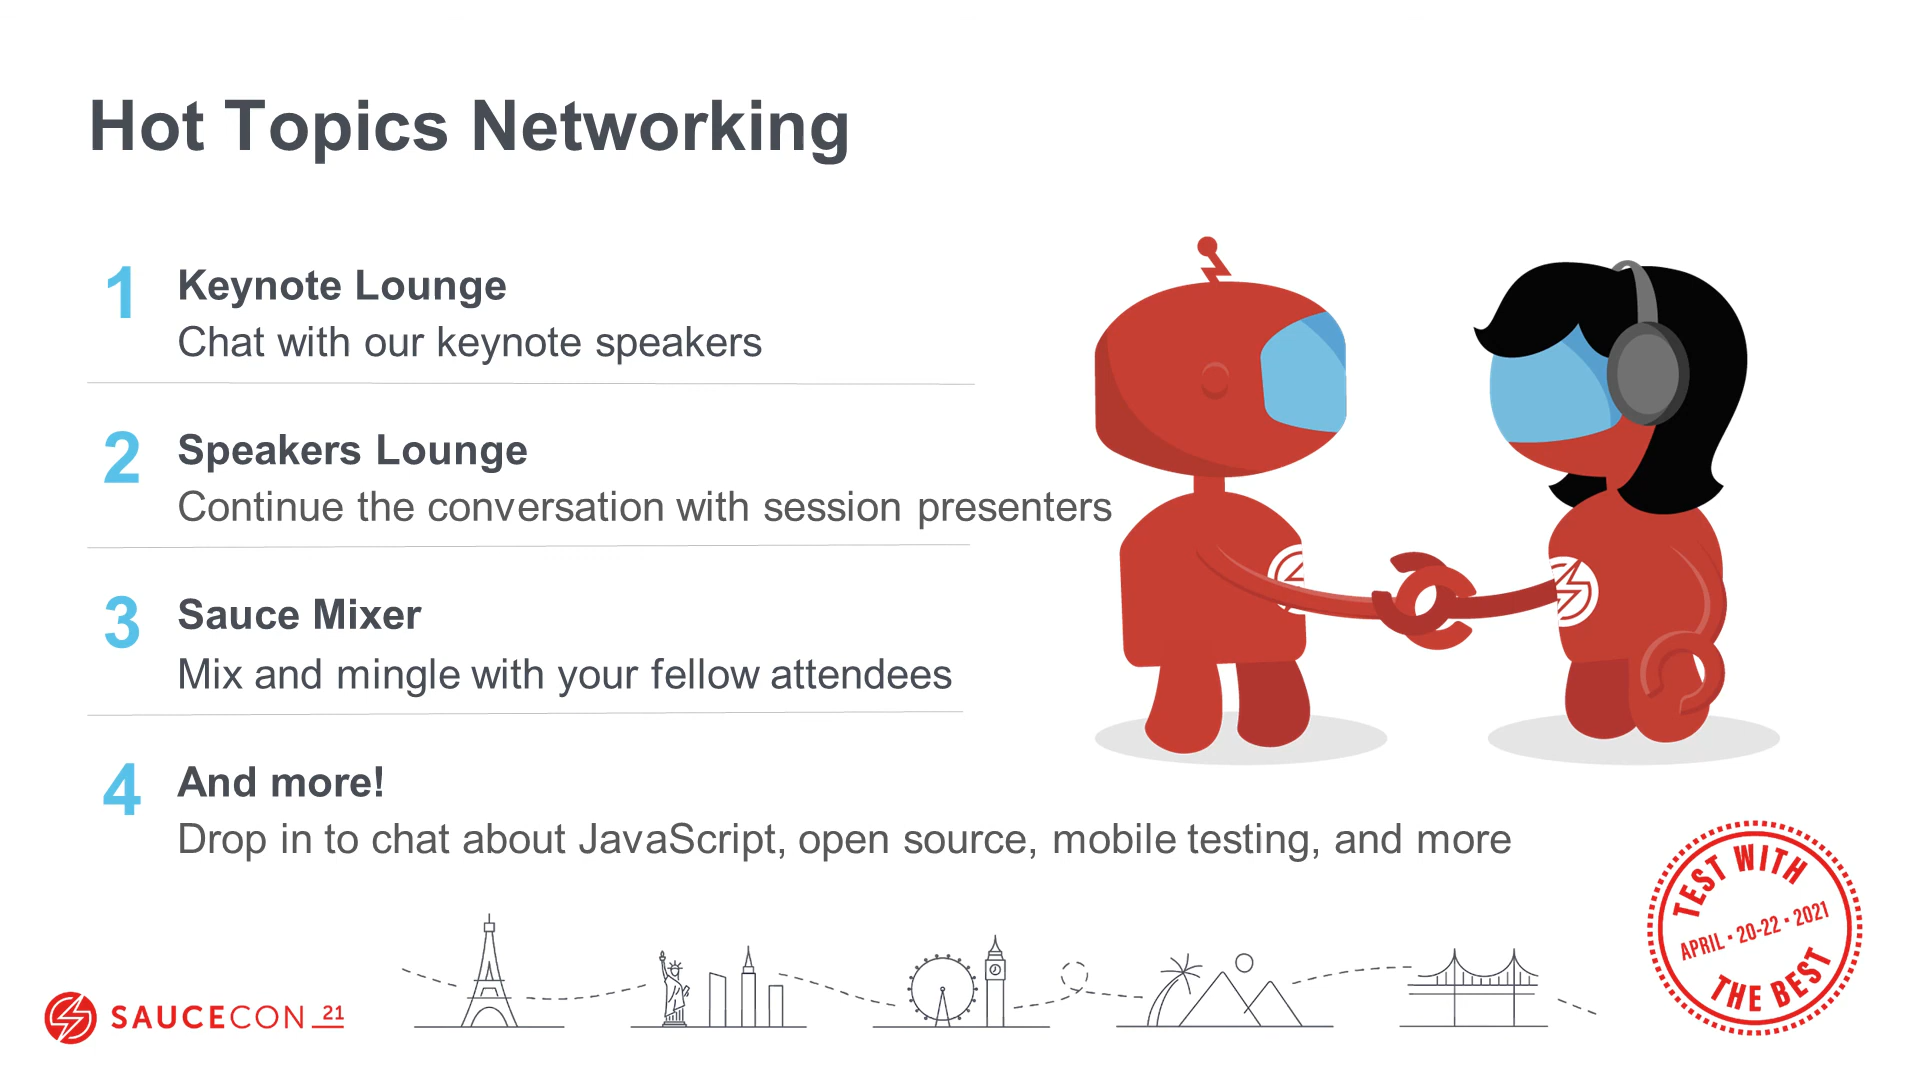 Hot Topics Networking
1
Keynote Lounge
Chat with our keynote speakers
2
Speakers Lounge
Continue the conversation with session presenters
3
Sauce Mixer
Mix and mingle with your fellow attendees
4
And more!
Drop in to chat about JavaScript, open source, mobile testing, and more
SAUCECON 21
TEST WITH
APRIL • 20-22 • 2021
THE BEST